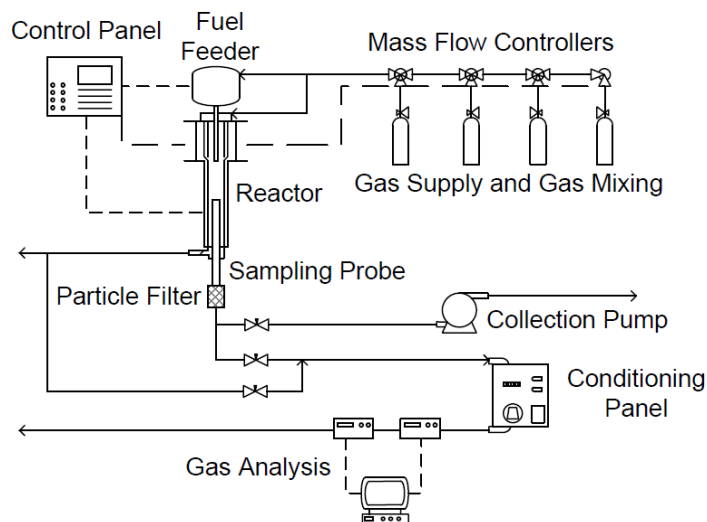 Control Panel
Fuel
Feeder
Mass Flow Controllers
Gas Supply and Gas Mixing
Reactor
Sampling Probe
Particle Filter
Collection Pump
Conditioning
Panel
Gas Analysis